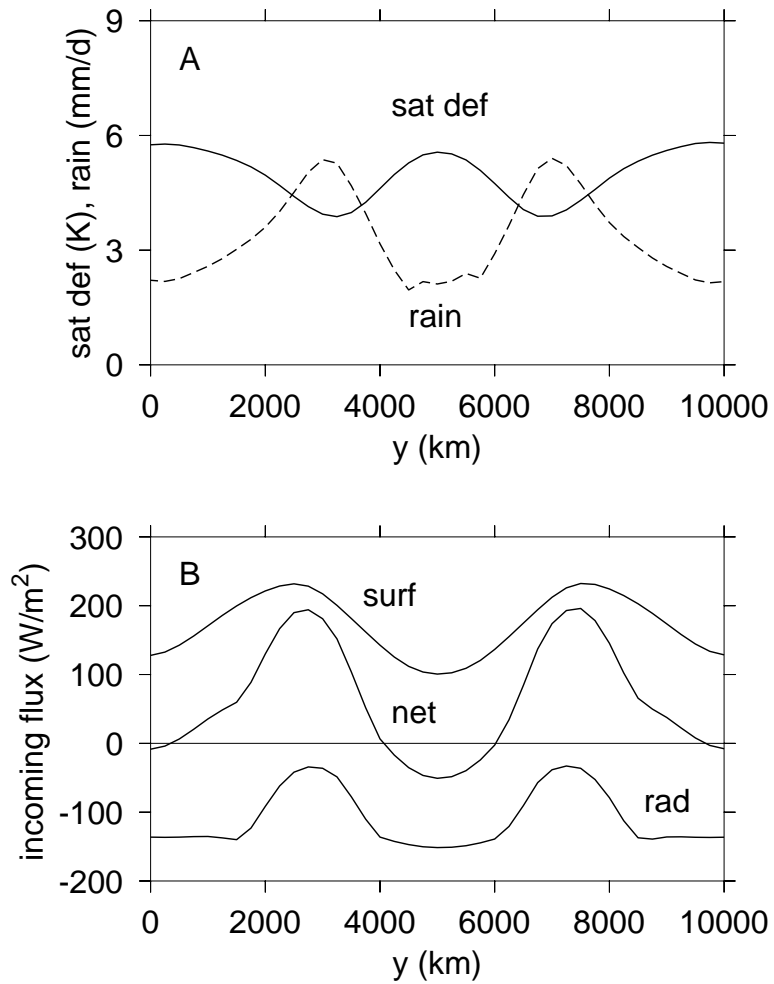 A
sat def (K), rain (mm/d)
9
6
3
0
sat def
rain
0 2000 4000 6000 8000 10000
y (km)
B
incoming flux (W/m²)
300
200
100
0
-100
-200
surf
net
rad
0 2000 4000 6000 8000 10000
y (km)